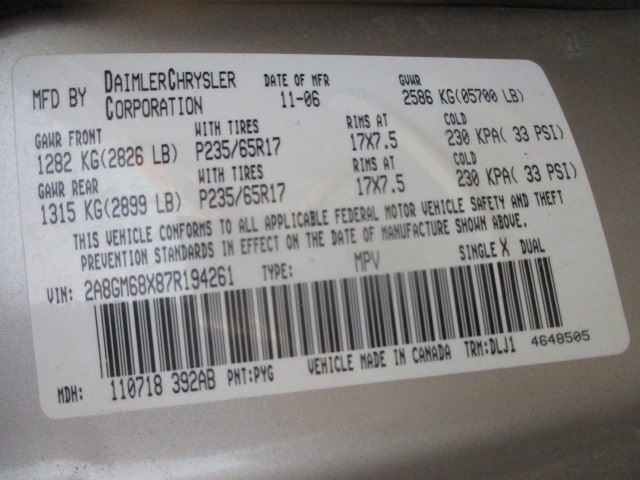 MFD BY DAIMLERCHRYSLER CORPORATION DATE OF MFR 11-06 GVWR 2586 KG(05700 LB)
GAWR FRONT WITH TIRES RIMS AT COLD
1282 KG(2826 LB) P235/65R17 17X7.5 230 KPA( 33 PSI)
GAWR REAR WITH TIRES RIMS AT COLD
1315 KG(2899 LB) P235/65R17 17X7.5 230 KPA( 33 PSI)
THIS VEHICLE CONFORMS TO ALL APPLICABLE FEDERAL MOTOR VEHICLE SAFETY AND THEFT
PREVENTION STANDARDS IN EFFECT ON THE DATE OF MANUFACTURE SHOWN ABOVE.
VIN: 2A8GM68X87R194261 TYPE: MPV SINGLE X DUAL
MDH: 110718 392AB PNT:PYG VEHICLE MADE IN CANADA TRM:DLJ1 4648505